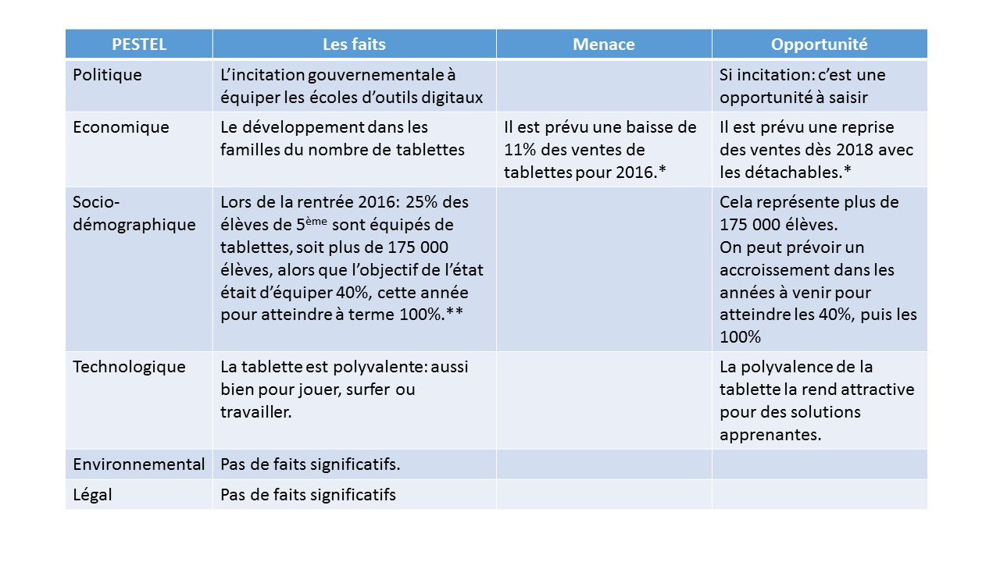 PESTEL Les faits Menace Opportunité
Politique
L’incitation gouvernementale à
équiper les écoles d’outils digitaux
Si incitation: c’est une
opportunité à saisir
Economique
Le développement dans les
familles du nombre de tablettes
Il est prévu une baisse de
11% des ventes de
tablettes pour 2016.*
Il est prévu une reprise
des ventes dès 2018 avec
les détachables.*
Socio-
démographique
Lors de la rentrée 2016: 25% des
élèves de 5ème sont équipés de
tablettes, soit plus de 175 000
élèves, alors que l’objectif de l’état
était d’équiper 40%, cette année
pour atteindre à terme 100%.**
Cela représente plus de
175 000 élèves.
On peut prévoir un
accroissement dans les
années à venir pour
atteindre les 40%, puis les
100%
Technologique
La tablette est polyvalente: aussi
bien pour jouer, surfer ou
travailler.
La polyvalence de la
tablette la rend attractive
pour des solutions
apprenantes.
Environnemental
Pas de faits significatifs.
Légal
Pas de faits significatifs